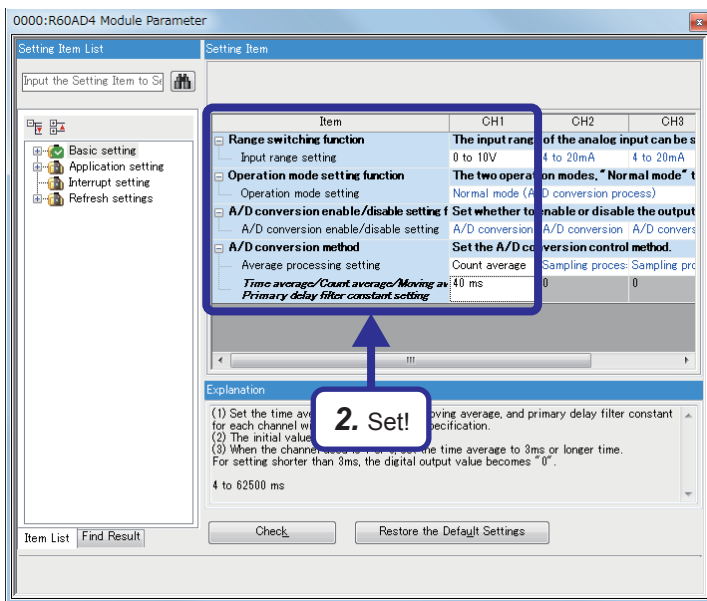 0000:R60AD4 Module Parameter
Setting Item List
Setting Item
Input the Setting Item to Se
Item CH1 CH2 CH3
Range switching function The input rang of the analog input can be s
Input range setting 0 to 10V 4 to 20mA 4 to 20mA
Operation mode setting function The two operation modes, "Normal mode" t
Operation mode setting Normal mode (A/D conversion process)
A/D conversion enable/disable setting f Set whether to enable or disable the output
A/D conversion enable/disable setting A/D conversion A/D conversion A/D convers
A/D conversion method Set the A/D conversion control method.
Average processing setting Count average Sampling proces: Sampling pro
Time average/Count average/Moving av 40 ms 0 0
Primary delay filter constant setting
Basic setting
Application setting
Interrupt setting
Refresh settings
Explanation
(1) Set the time av oving average, and primary delay filter constant
for each channel wi ecification.
(2) The initial value
(3) When the channel the time average to 3ms or longer time.
For setting shorter than 3ms, the digital output value becomes "0".
4 to 62500 ms
2. Set!
Item List Find Result
Check
Restore the Default Settings